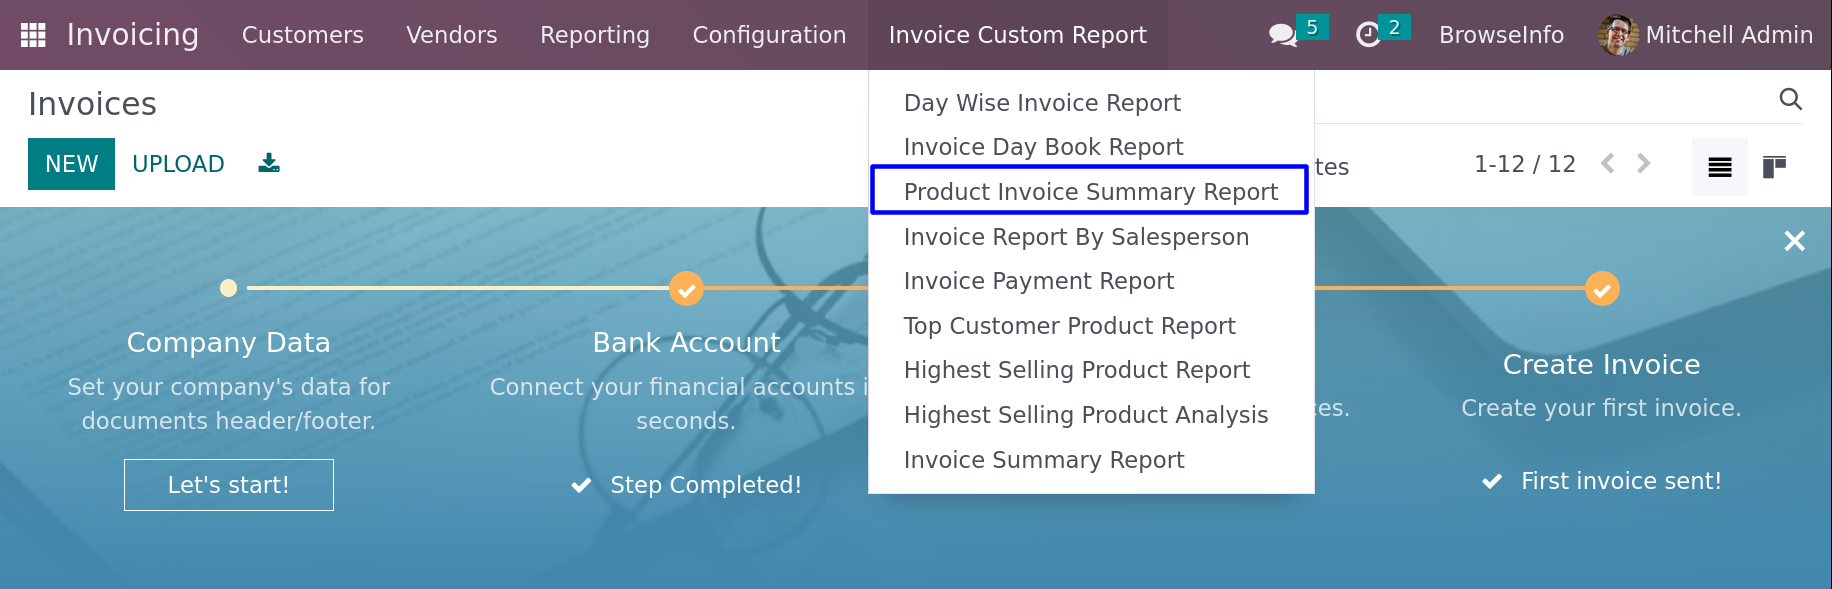 Invoicing Customers Vendors Reporting Configuration Invoice Custom Report 5 2 BrowseInfo Mitchell Admin
Invoices
NEW UPLOAD
1-12 / 12
Day Wise Invoice Report
Invoice Day Book Report
Product Invoice Summary Report
Invoice Report By Salesperson
Invoice Payment Report
Top Customer Product Report
Highest Selling Product Report
Highest Selling Product Analysis
Invoice Summary Report
Company Data
Set your company's data for
documents header/footer.
Let's start!
Bank Account
Connect your financial accounts
seconds.
Step Completed!
Create Invoice
Create your first invoice.
First invoice sent!